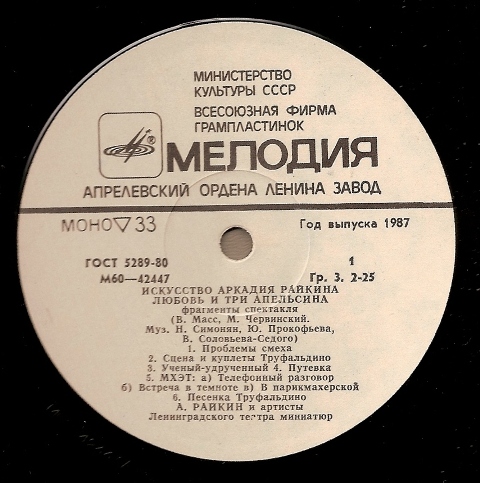 МИНИСТЕРСТВО
КУЛЬТУРЫ СССР
ВСЕСОЮЗНАЯ ФИРМА
ГРАМПЛАСТИНОК
МЕЛОДИЯ
АПРЕЛЕВСКИЙ ОРДЕНА ЛЕНИНА ЗАВОД
МОНО ▽ 33
Год выпуска 1987
ГОСТ 5289-80
1
М60—42447
Гр. 3. 2-25
ИСКУССТВО АРКАДИЯ РАЙКИНА
ЛЮБОВЬ И ТРИ АПЕЛЬСИНА
фрагменты спектакля
(В. Масс, М. Червинский.
Муз. Н. Симонян, Ю. Прокофьева,
В. Соловьева-Седого)
1. Проблемы смеха
2. Сцена и куплеты Труфальдино
3. Ученый-удрученный 4. Путевка
5. МХЭТ: а) Телефонный разговор
б) Встреча в темноте в) В парикмахерской
6. Песенка Труфальдино
А. РАЙКИН и артисты
Ленинградского театра миниатюр